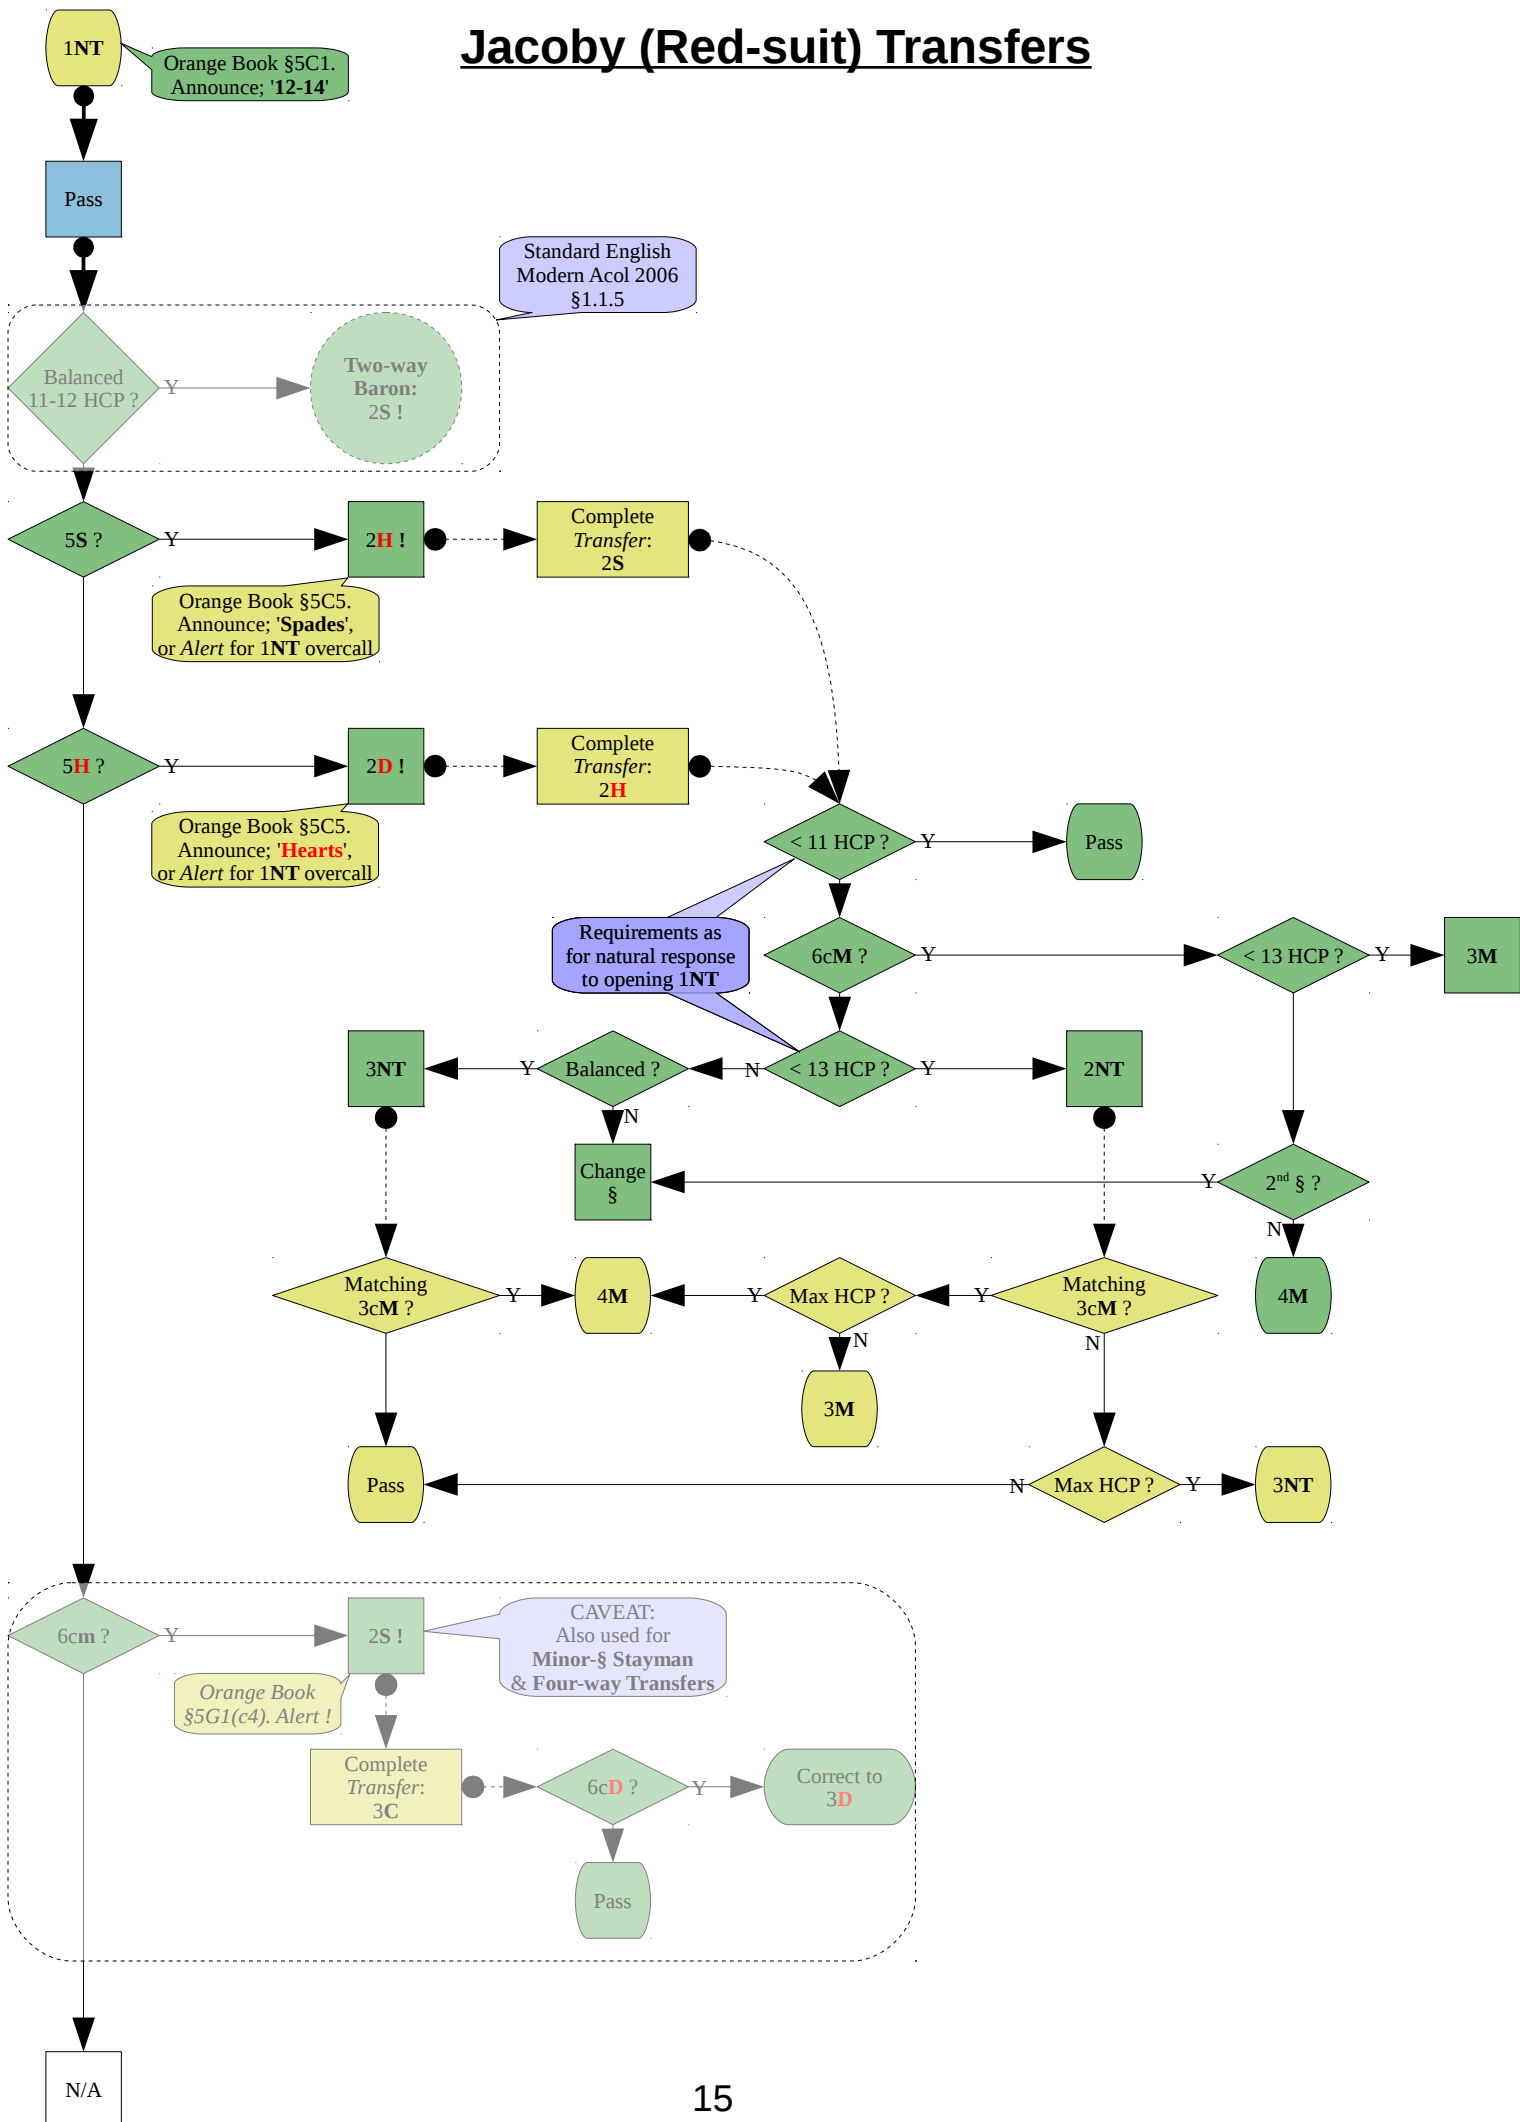 Jacoby (Red-suit) Transfers
1NT
Orange Book §5C1.
Announce; '12-14'
Pass
Standard English
Modern Acol 2006
§1.1.5
Balanced
11-12 HCP ?
Y
Two-way
Baron:
2S !
5S ?
Y
2H !
Complete
Transfer:
2S
Orange Book §5C5.
Announce; 'Spades',
or Alert for 1NT overcall
5H ?
Y
2D !
Complete
Transfer:
2H
Orange Book §5C5.
Announce; 'Hearts',
or Alert for 1NT overcall
< 11 HCP ?
Y
Pass
Requirements as
for natural response
to opening 1NT
6cM ?
Y
< 13 HCP ?
Y
3M
3NT
Y
Balanced ?
N
N
< 13 HCP ?
Y
2NT
Change
§
Y
2nd § ?
N
Matching
3cM ?
Y
4M
Y
Max HCP ?
N
Y
Matching
3cM ?
N
4M
3M
Pass
N
Max HCP ?
Y
3NT
6cm ?
Y
2S !
CAVEAT:
Also used for
Minor-§ Stayman
& Four-way Transfers
Orange Book
§5G1(c4). Alert !
Complete
Transfer:
3C
6cD ?
Y
Correct to
3D
Pass
N/A
15